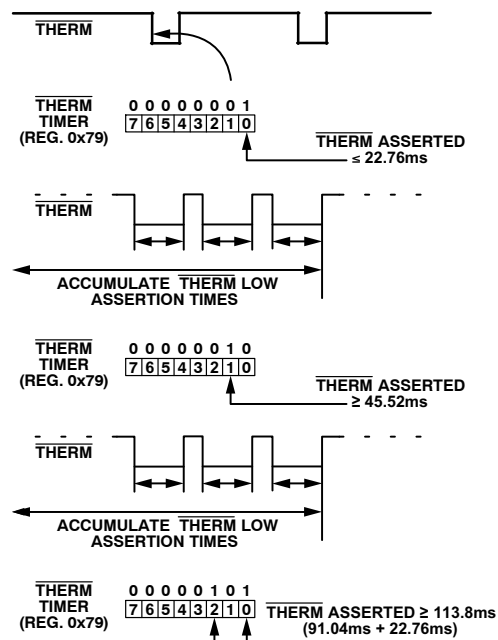 THERM
THERM
TIMER
(REG. 0x79)
0 0 0 0 0 0 0 1
7 6 5 4 3 2 1 0
THERM ASSERTED
≤ 22.76ms
THERM
ACCUMULATE THERM LOW
ASSERTION TIMES
THERM
TIMER
(REG. 0x79)
0 0 0 0 0 0 1 0
7 6 5 4 3 2 1 0
THERM ASSERTED
≥ 45.52ms
THERM
ACCUMULATE THERM LOW
ASSERTION TIMES
THERM
TIMER
(REG. 0x79)
0 0 0 0 0 1 0 1
7 6 5 4 3 2 1 0
THERM ASSERTED ≥ 113.8ms
(91.04ms + 22.76ms)